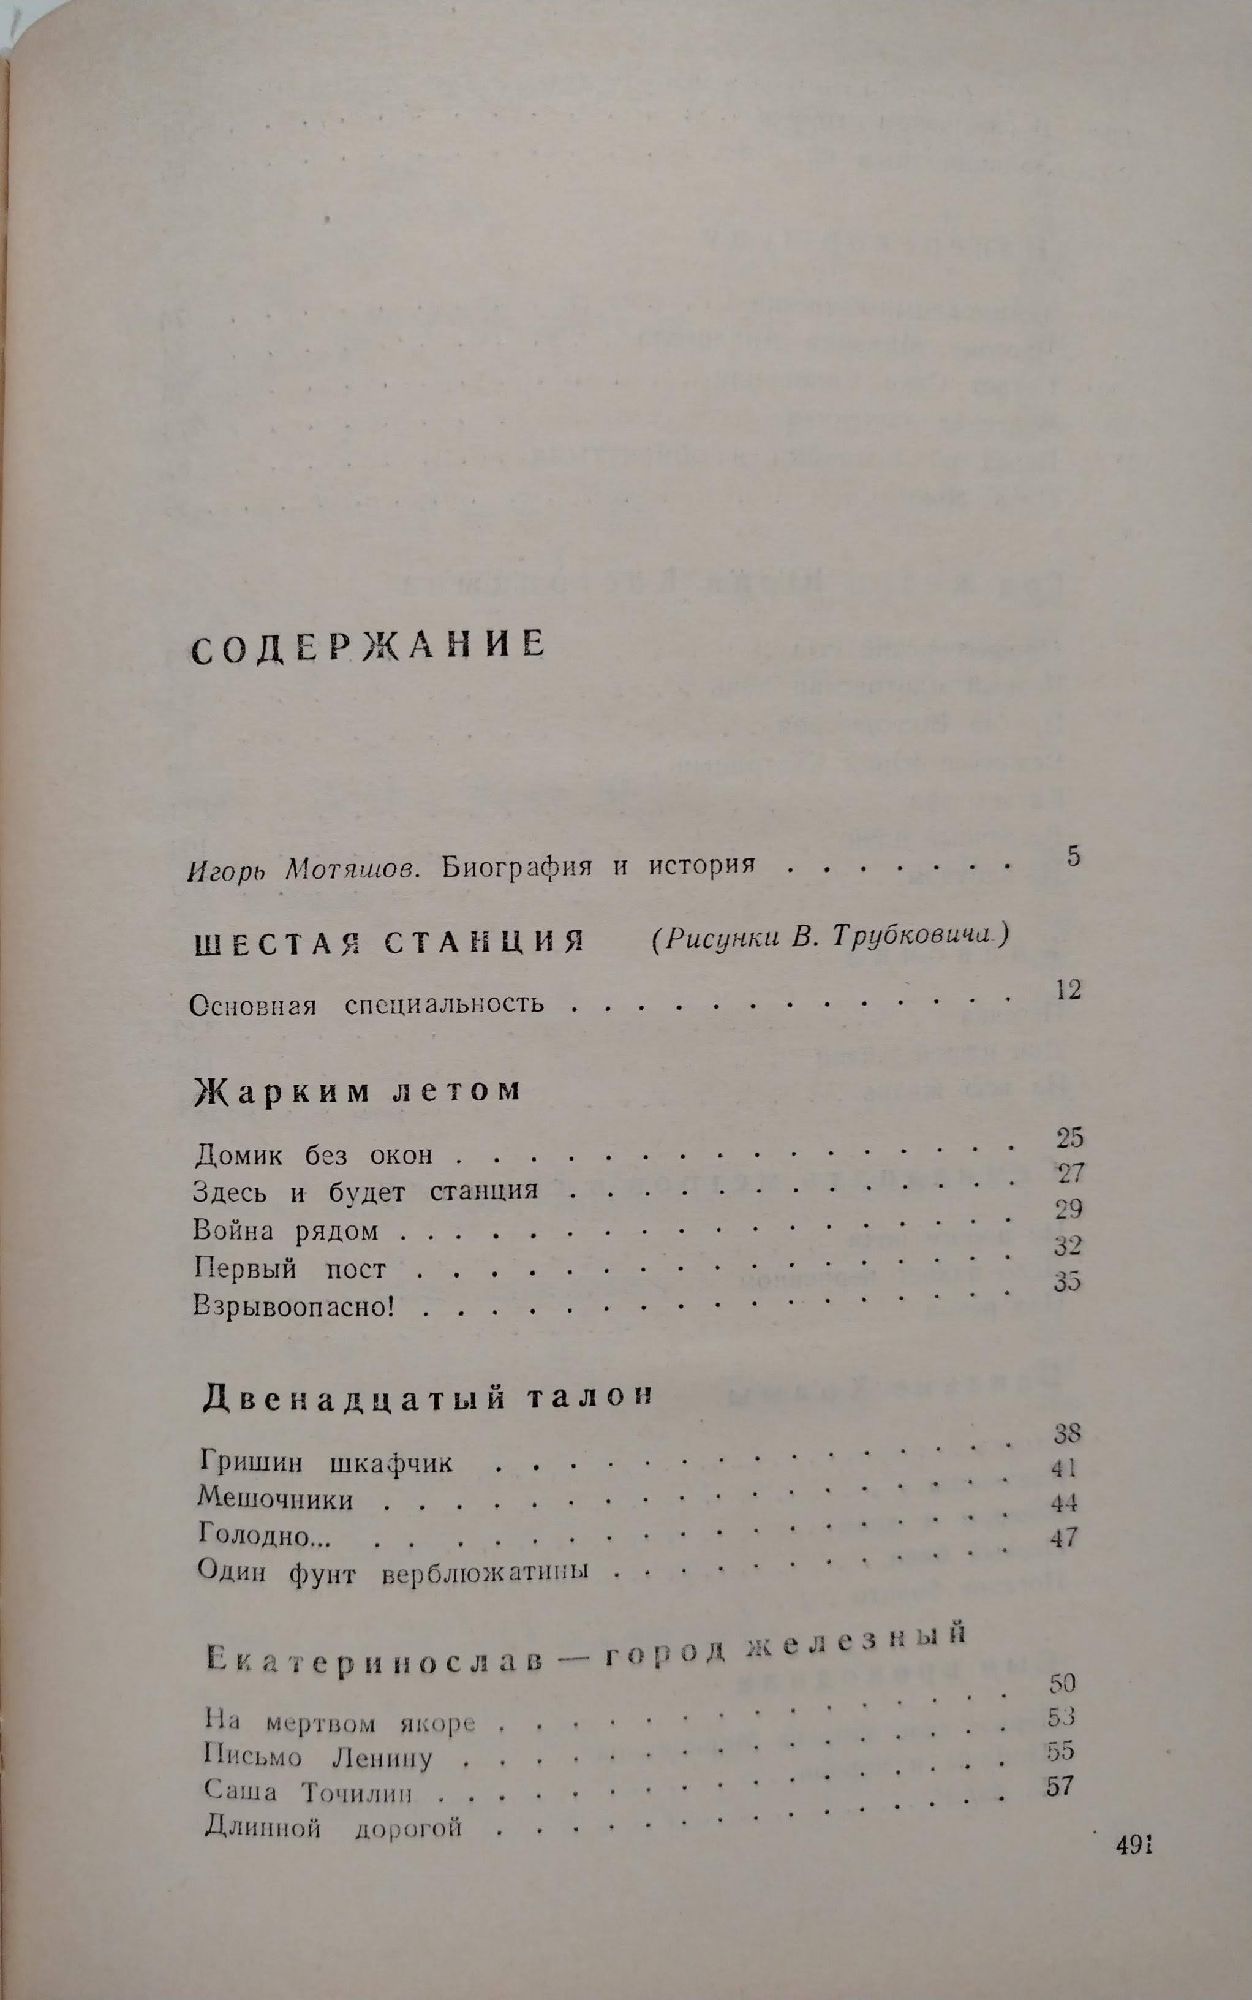 СОДЕРЖАНИЕ
Игорь Мотяшов. Биография и история . . . . . . . 5
ШЕСТАЯ СТАНЦИЯ (Рисунки В. Трубковича)
Основная специальность . . . . . . . . . . . . . 12
Жарким летом
Домик без окон . . . . . . . . . . . . . . . . 25
Здесь и будет станция . . . . . . . . . . . . . 27
Война рядом . . . . . . . . . . . . . . . . . . 29
Первый пост . . . . . . . . . . . . . . . . . 32
Взрывоопасно! . . . . . . . . . . . . . . . . . 35
Двенадцатый талон
Гришин шкафчик . . . . . . . . . . . . . . . 38
Мешочники . . . . . . . . . . . . . . . . . . 41
Голодно... . . . . . . . . . . . . . . . . . . 44
Один фунт верблюжатины . . . . . . . . . . . . 47
Екатеринослав — город железный
На мертвом якоре . . . . . . . . . . . . . . . 50
Письмо Ленину . . . . . . . . . . . . . . . . 53
Саша Точилин . . . . . . . . . . . . . . . . . 55
Длинной дорогой . . . . . . . . . . . . . . . 57
491